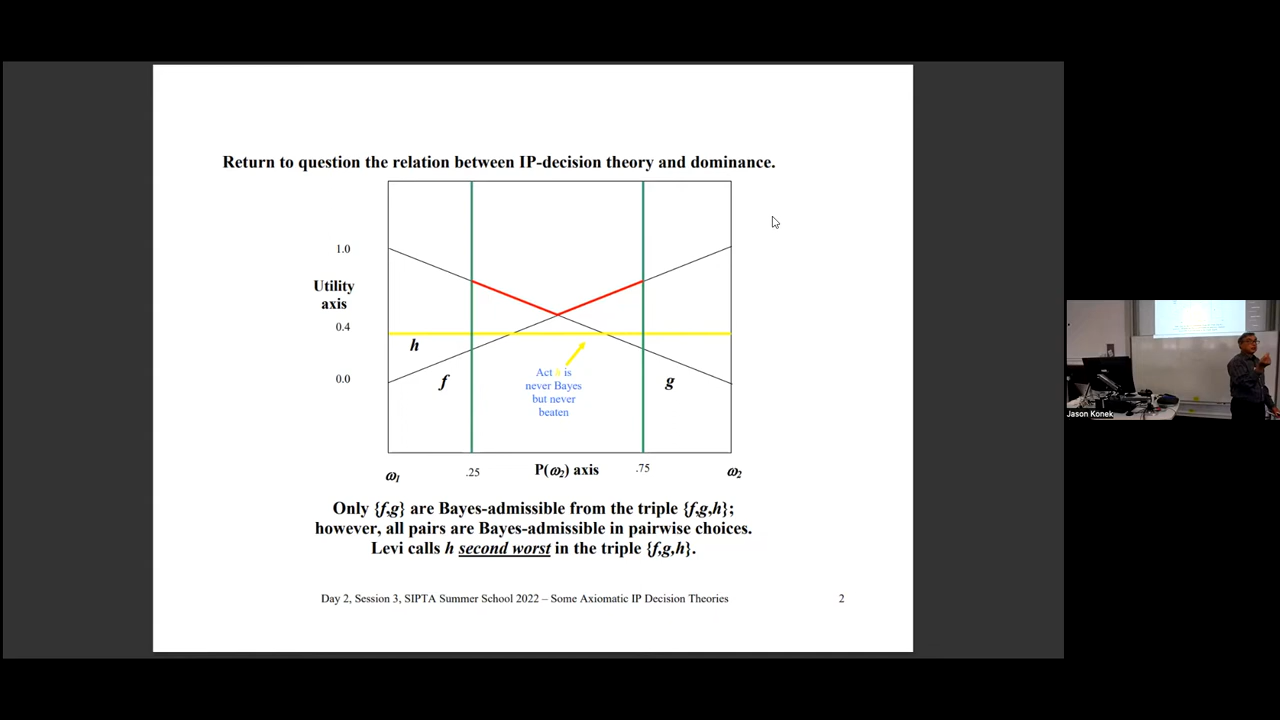 Return to question the relation between IP-decision theory and dominance.
1.0
Utility
axis
0.4
h
0.0
f
g
Act h is
never Bayes
but never
beaten
ω1
.25
P(ω2) axis
.75
ω2
Only {f,g} are Bayes-admissible from the triple {f,g,h};
however, all pairs are Bayes-admissible in pairwise choices.
Levi calls h second worst in the triple {f,g,h}.
Day 2, Session 3, SIPTA Summer School 2022 – Some Axiomatic IP Decision Theories
2
Jason Konek